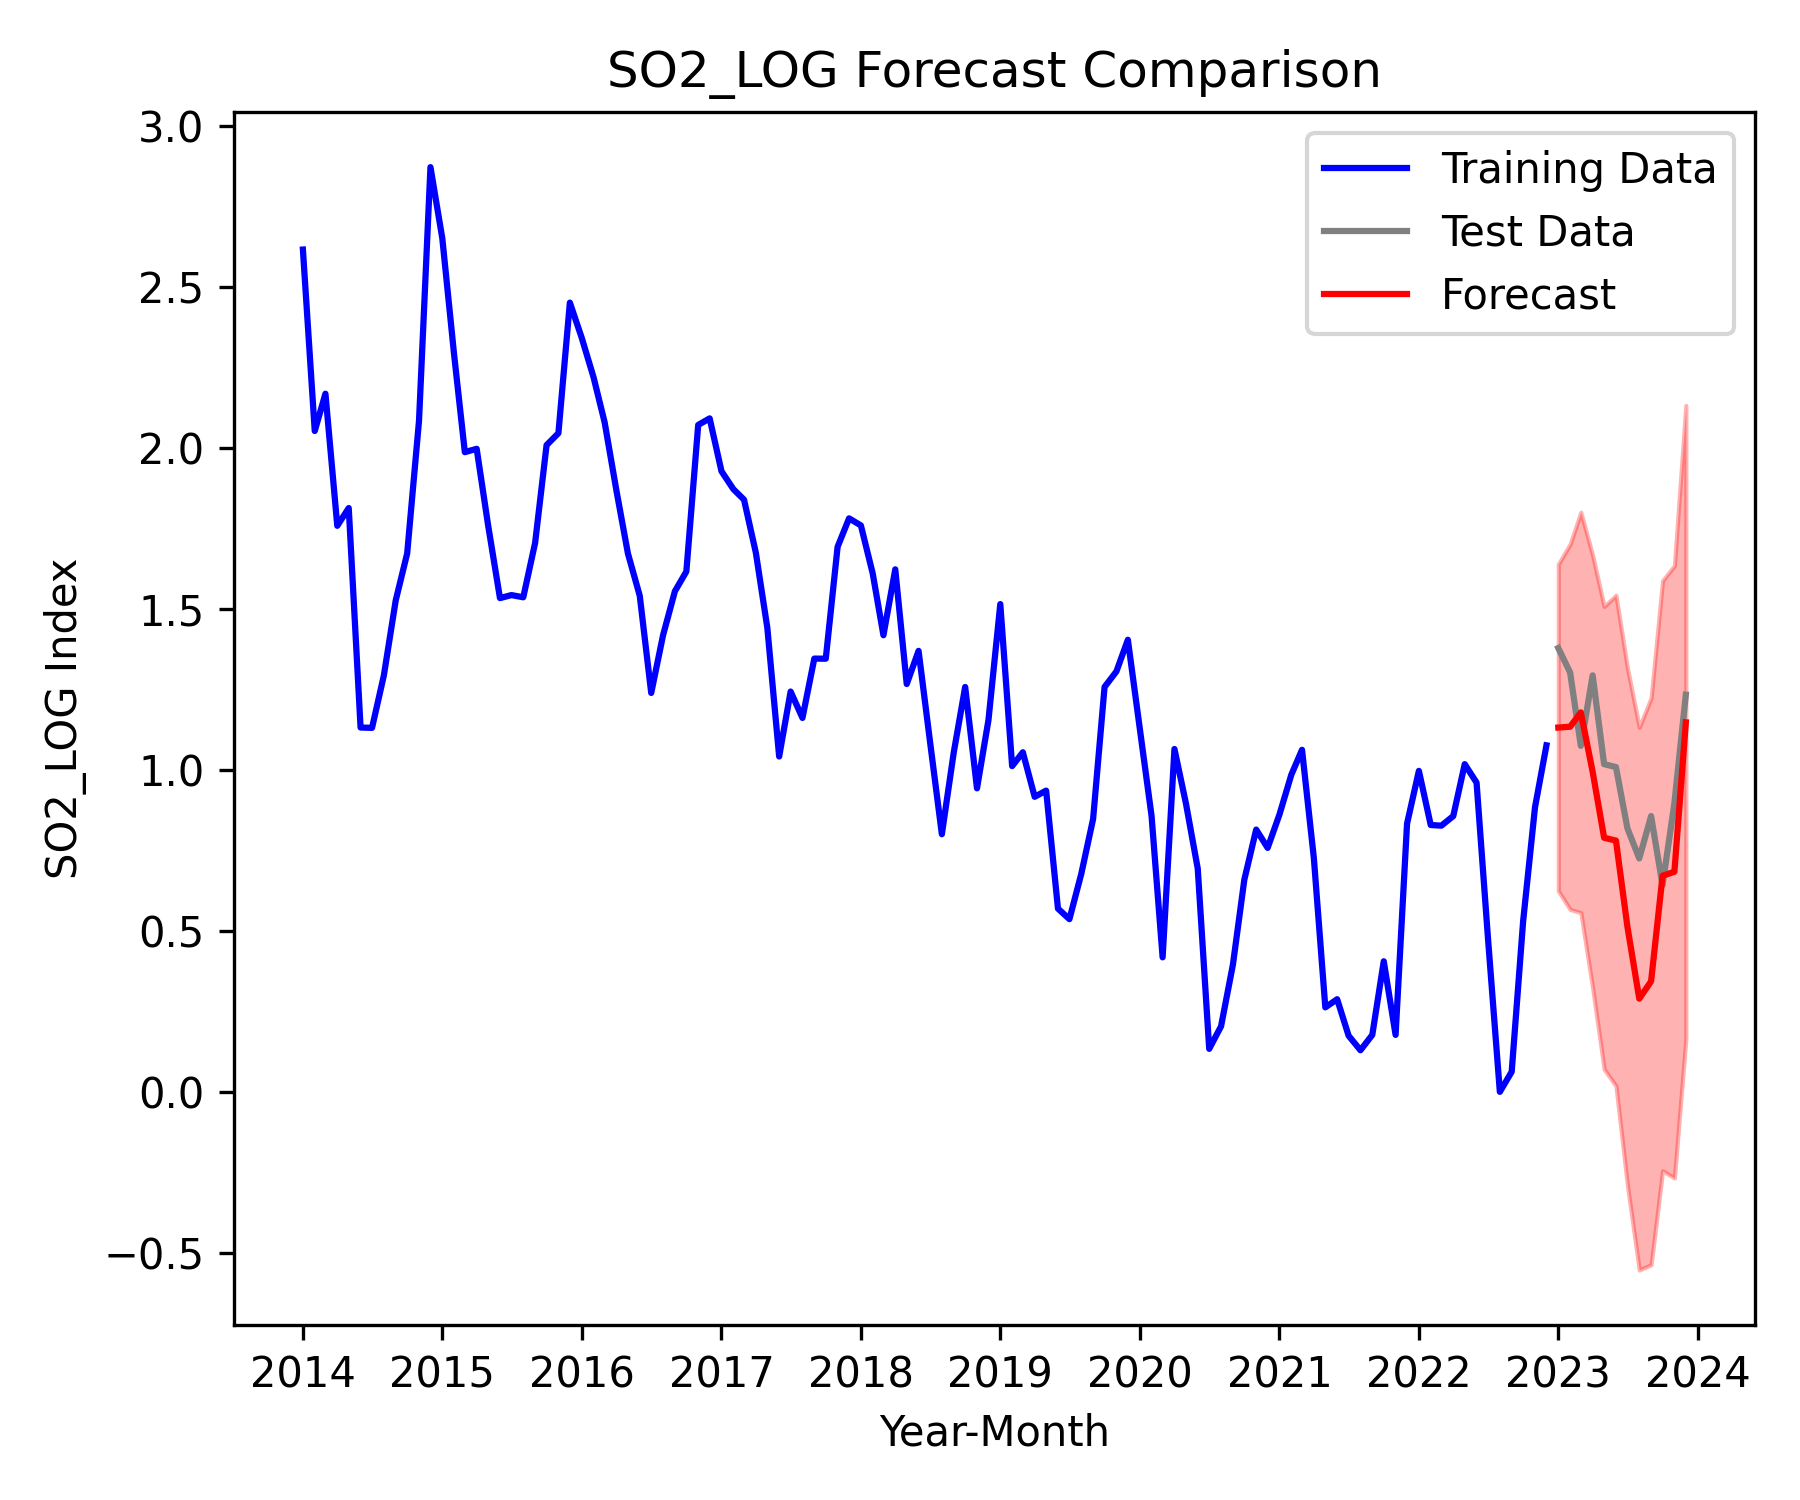 SO2_LOG Forecast Comparison
Training Data
Test Data
Forecast
SO2_LOG Index
3.0
2.5
2.0
1.5
1.0
0.5
0.0
−0.5
2014 2015 2016 2017 2018 2019 2020 2021 2022 2023 2024
Year-Month